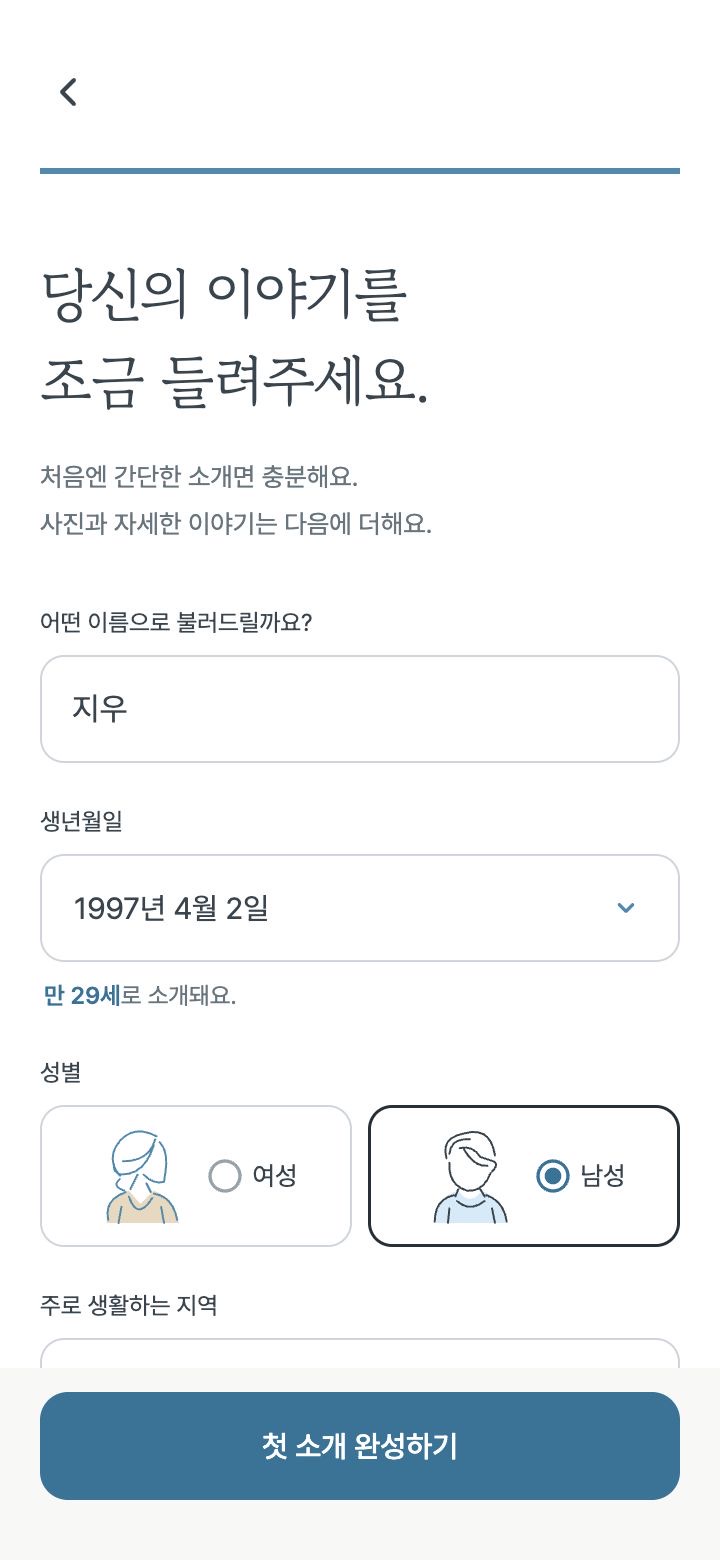 당신의 이야기를
조금 들려주세요.
처음엔 간단한 소개면 충분해요.
사진과 자세한 이야기는 다음에 더해요.
어떤 이름으로 불러드릴까요?
지우
생년월일
1997년 4월 2일
만 29세로 소개돼요.
성별
여성 남성
주로 생활하는 지역
첫 소개 완성하기